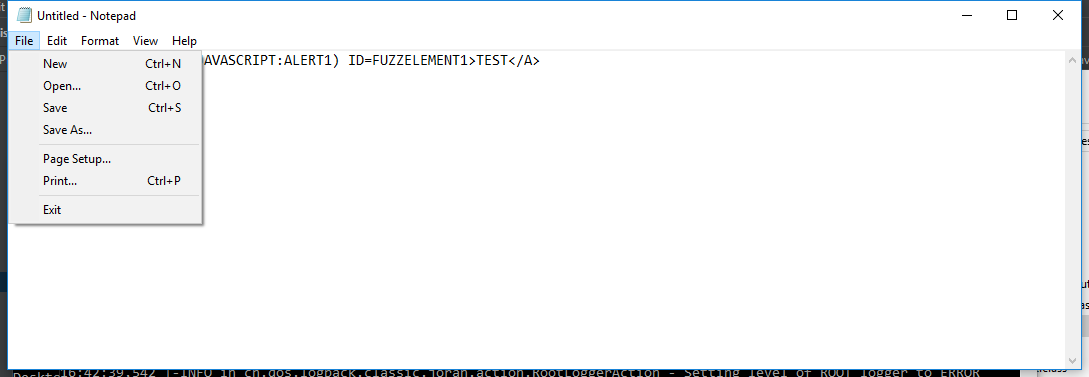 Untitled - Notepad
File Edit Format View Help
AVASCRIPT:ALERT1) ID=FUZZELEMENT1>TEST</A>
New Ctrl+N
Open... Ctrl+O
Save Ctrl+S
Save As...
Page Setup...
Print... Ctrl+P
Exit
16:42:39.542 |-INFO in ch.qos.logback.classic.joran.action.RootLoggerAction - Setting level of ROOT logger to ERROR